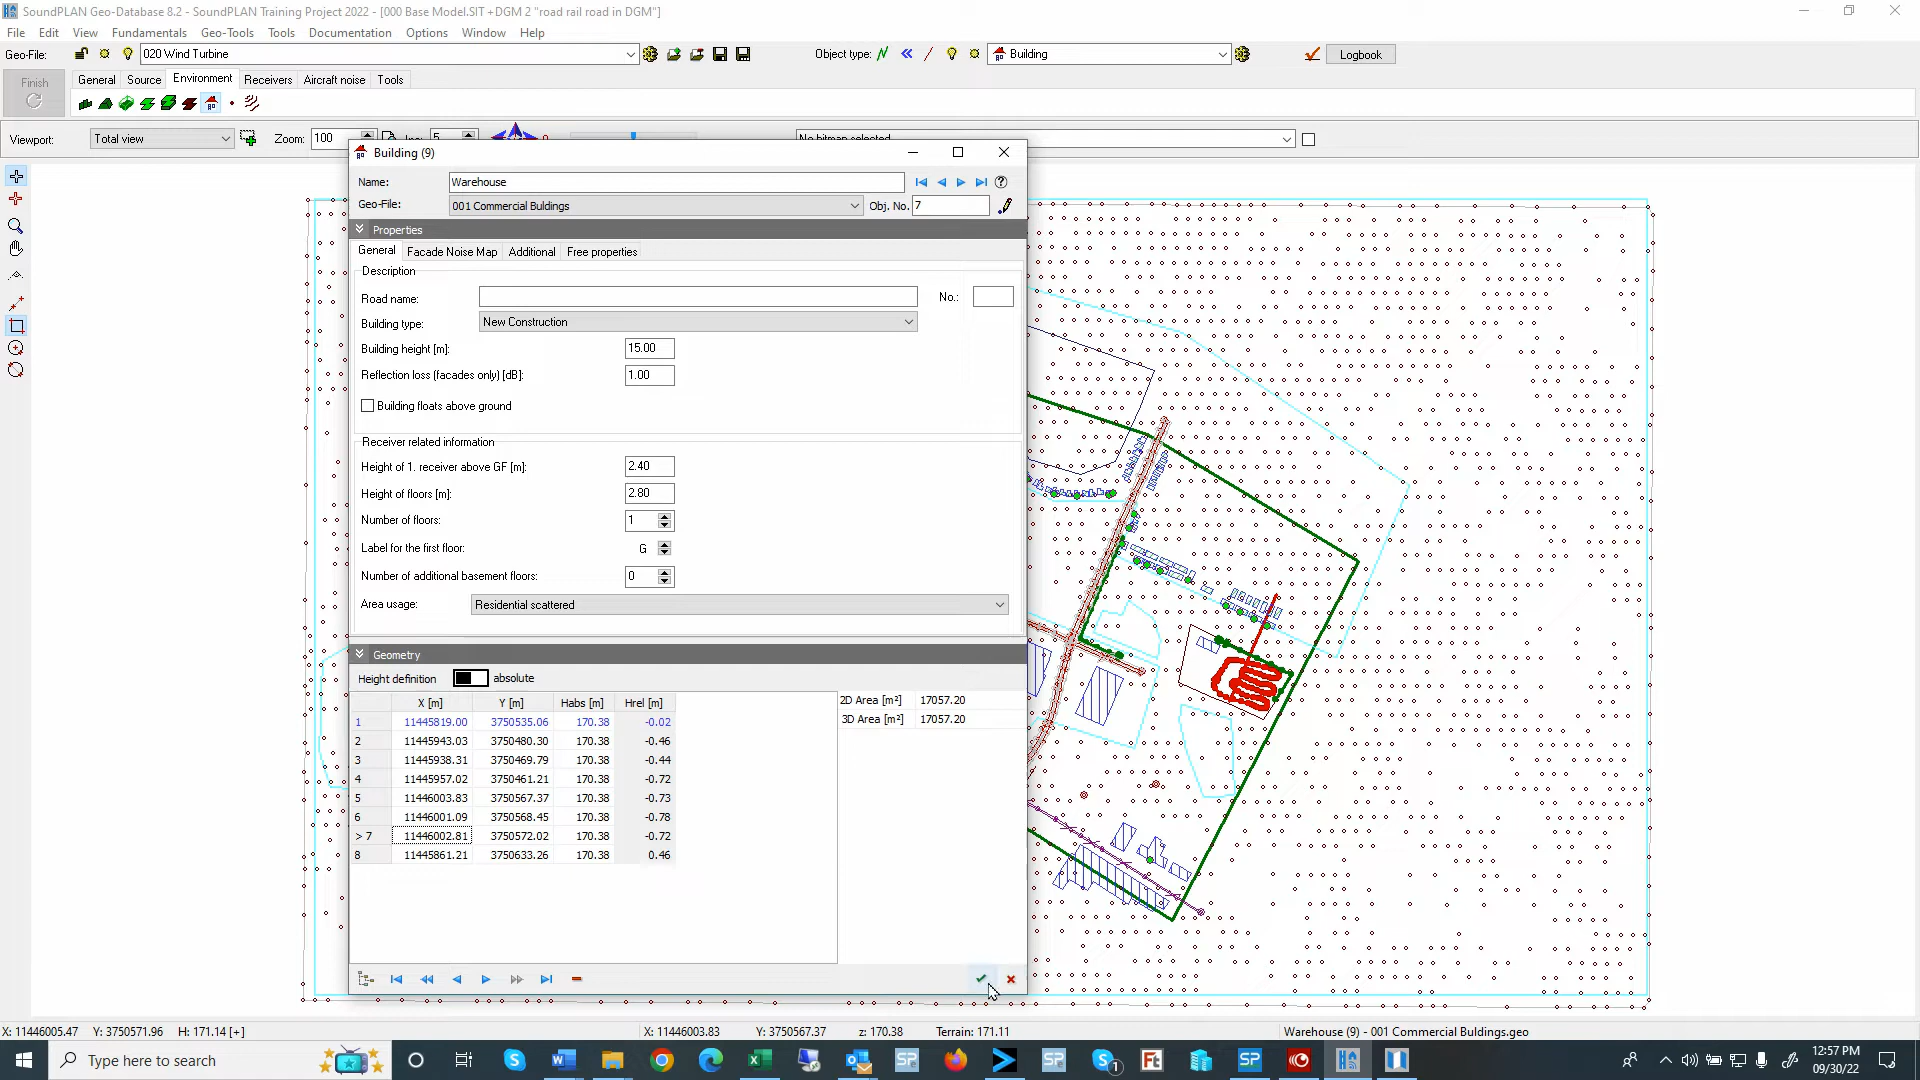 SoundPLAN Geo-Database 8.2 - SoundPLAN Training Project 2022 - [000 Base Model.SIT +DGM 2 "road rail road in DGM"]
File Edit View Fundamentals Geo-Tools Tools Documentation Options Window Help
Geo-File: 020 Wind Turbine Object type: Building Logbook
Finish General Source Environment Receivers Aircraft noise Tools
Viewport: Total view Zoom: 100 5 0 No bitmap selected
Building (9)
Name: Warehouse
Geo-File: 001 Commercial Buldings Obj. No. 7
Properties
General Facade Noise Map Additional Free properties
Description
Road name: No.:
Building type: New Construction
Building height [m]: 15.00
Reflection loss (facades only) [dB]: 1.00
Building floats above ground
Receiver related information
Height of 1. receiver above GF [m]: 2.40
Height of floors [m]: 2.80
Number of floors: 1
Label for the first floor: G
Number of additional basement floors: 0
Area usage: Residential scattered
Geometry
Height definition absolute
X [m] Y [m] Habs [m] Hrel [m] 2D Area [m²] 17057.20
1 11445819.00 3750535.06 170.38 -0.02 3D Area [m²] 17057.20
2 11445943.03 3750480.30 170.38 -0.46
3 11445938.31 3750469.79 170.38 -0.44
4 11445957.02 3750461.21 170.38 -0.72
5 11446003.83 3750567.37 170.38 -0.73
6 11446001.09 3750568.45 170.38 -0.78
> 7 11446002.81 3750572.02 170.38 -0.72
8 11445861.21 3750633.26 170.38 0.46
X: 11446005.47 Y: 3750571.96 H: 171.14 [+] X: 11446003.83 Y: 3750567.37 z: 170.38 Terrain: 171.11 Warehouse (9) - 001 Commercial Buldings.geo
Type here to search 12:57 PM
09/30/22